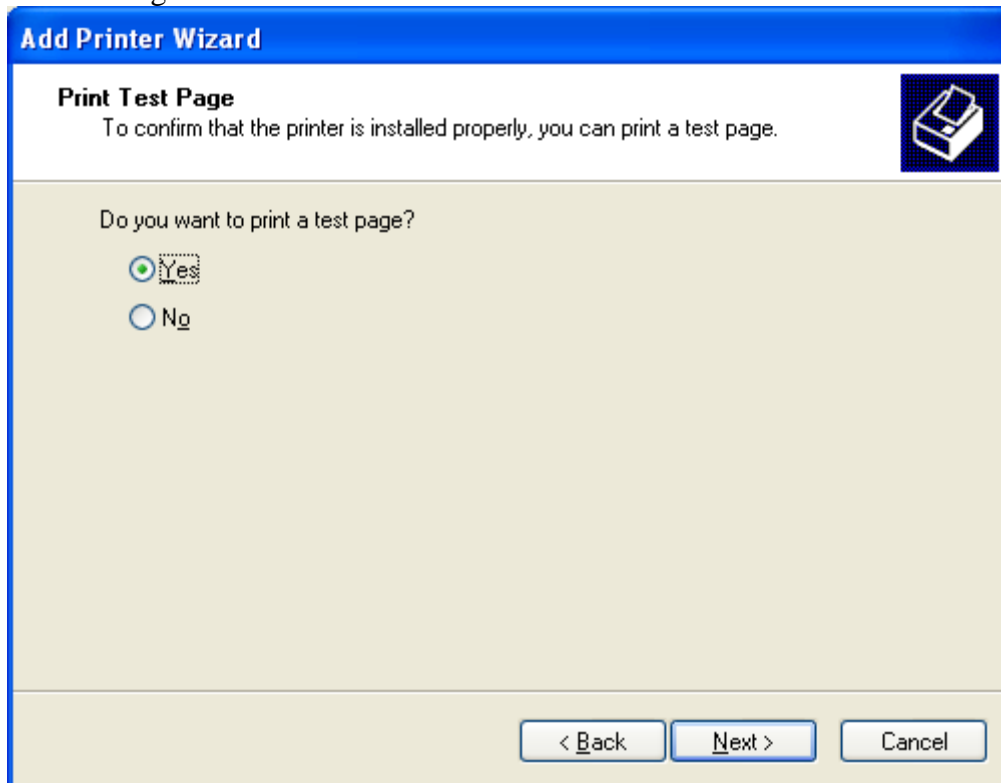 Add Printer Wizard
Print Test Page
To confirm that the printer is installed properly, you can print a test page.
Do you want to print a test page?
Yes
No
< Back Next > Cancel